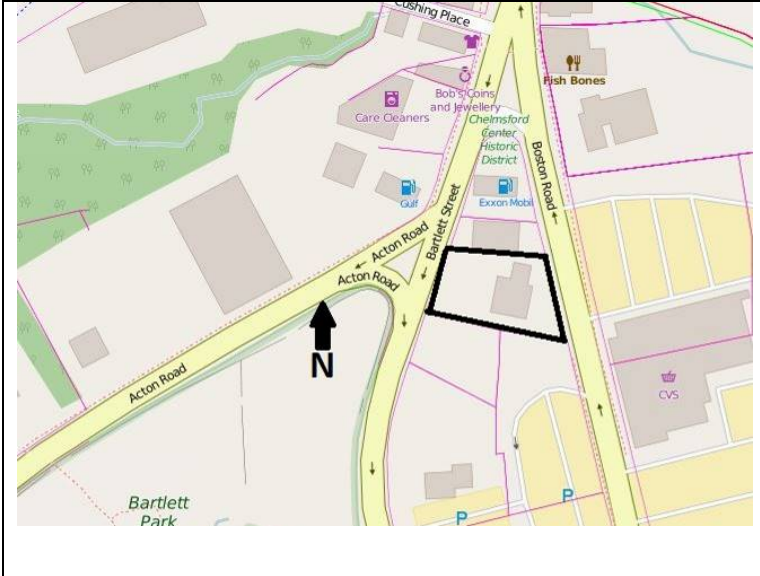 Cushing Place
Fish Bones
Bob's Coins
and Jewellery
Care Cleaners
Chelmsford
Center
Historic
District
Boston Road
Gulf
Exxon Mobil
Bartlett Street
Acton Road
Acton Road
N
Acton Road
CVS
Bartlett
Park
P
P